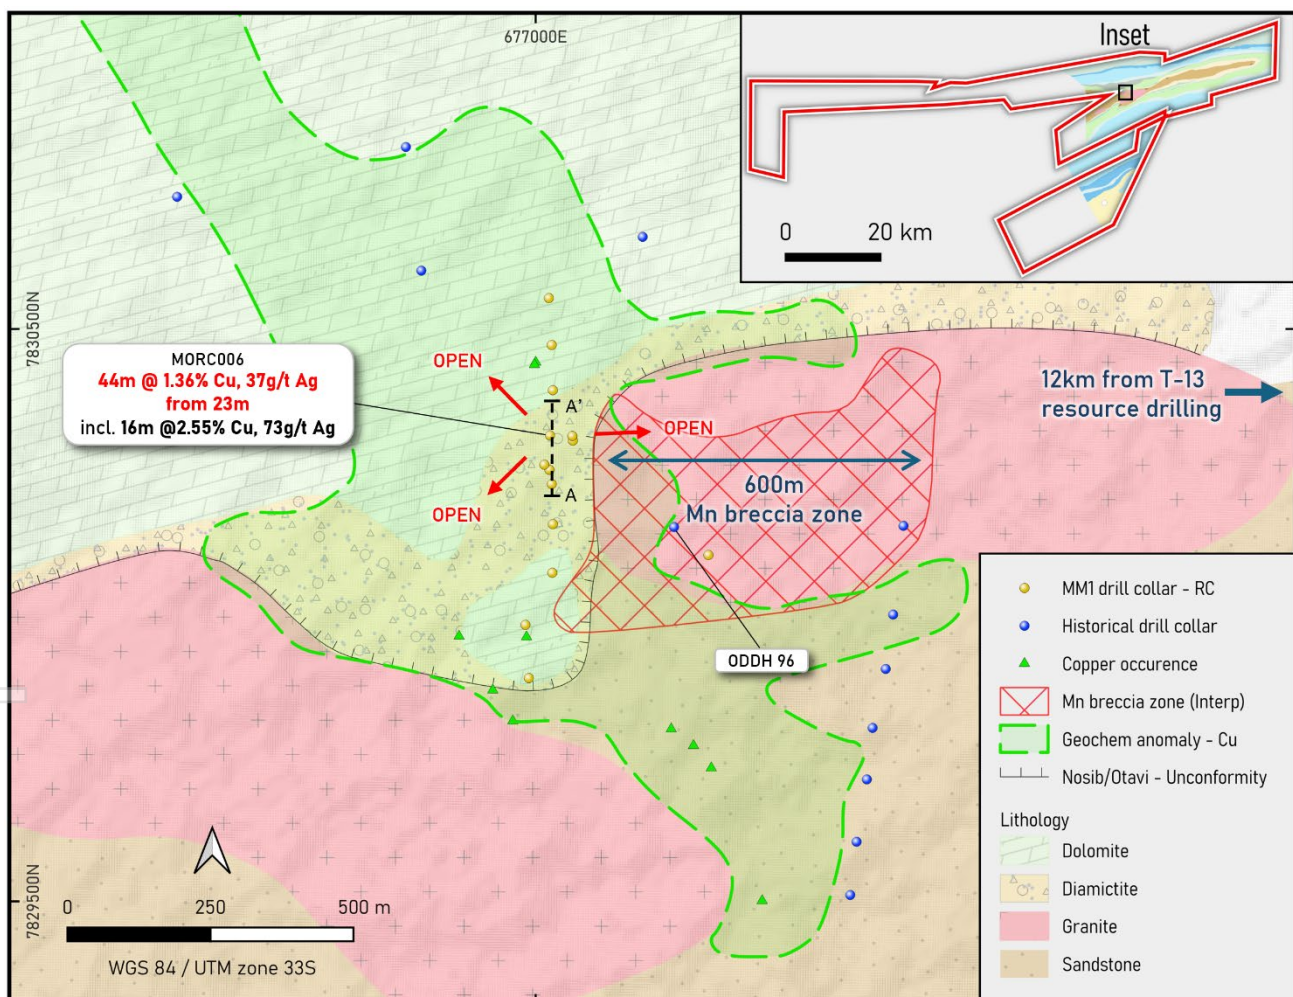 677000E
Inset
0 20 km
7830500N
MORC006
44m @ 1.36% Cu, 37g/t Ag
from 23m
incl. 16m @2.55% Cu, 73g/t Ag
OPEN
A'
OPEN
A
OPEN
12km from T-13
resource drilling
600m
Mn breccia zone
ODDH 96
MM1 drill collar - RC
Historical drill collar
Copper occurence
Mn breccia zone (Interp)
Geochem anomaly - Cu
Nosib/Otavi - Unconformity
Lithology
Dolomite
Diamictite
Granite
Sandstone
7829500N
0 250 500 m
WGS 84 / UTM zone 33S